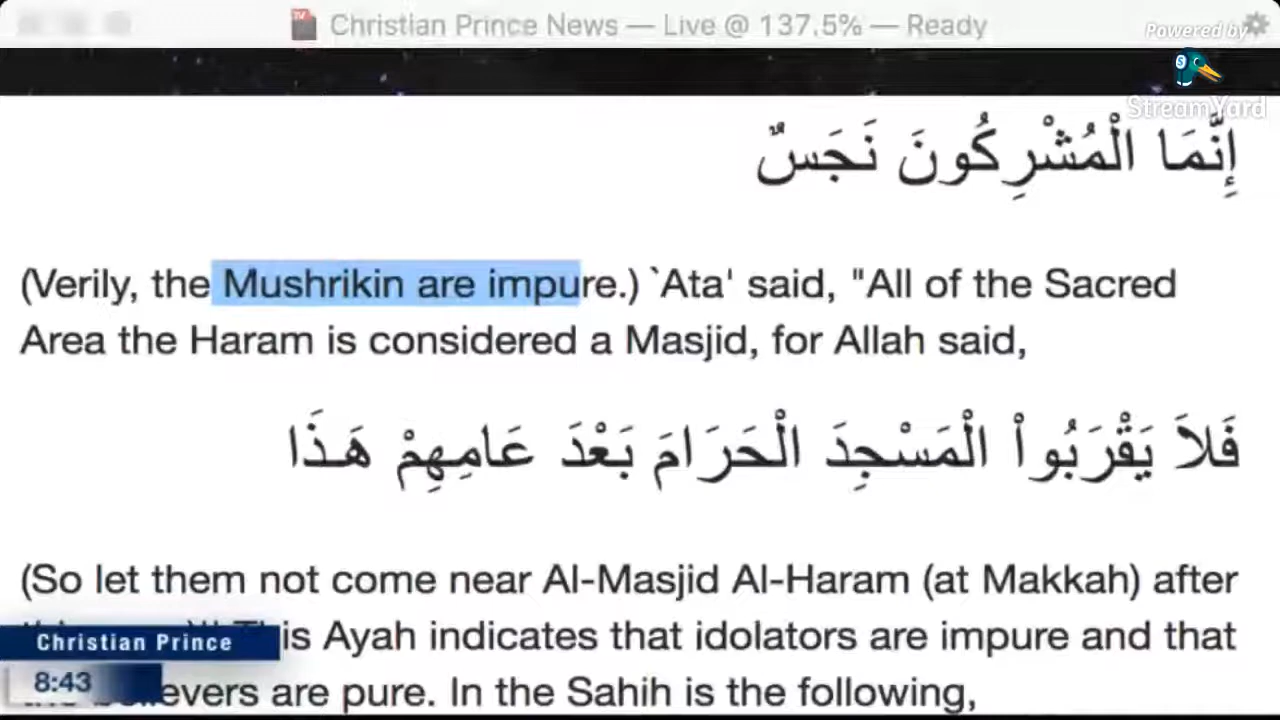 Christian Prince News — Live @ 137.5% — Ready
Powered by
StreamYard
إِنَّمَا الْمُشْرِكُونَ نَجَسٌ
(Verily, the Mushrikin are impure.) `Ata' said, "All of the Sacred
Area the Haram is considered a Masjid, for Allah said,
فَلاَ يَقْرَبُواْ الْمَسْجِدَ الْحَرَامَ بَعْدَ عَامِهِمْ هَـذَا
(So let them not come near Al-Masjid Al-Haram (at Makkah) after
is Ayah indicates that idolators are impure and that
evers are pure. In the Sahih is the following,
Christian Prince
8:43